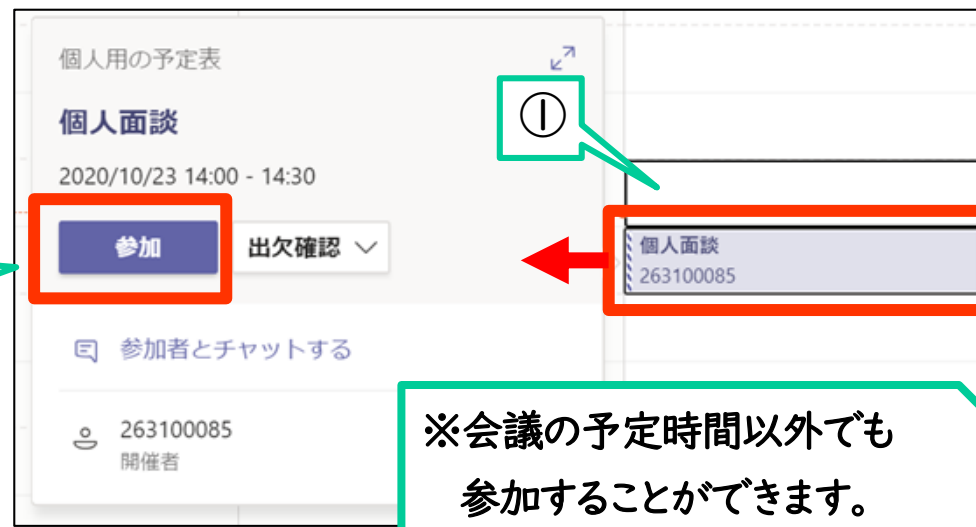 個人用の予定表
個人面談
2020/10/23 14:00 - 14:30
参加
出欠確認
参加者とチャットする
263100085
開催者
①
個人面談
263100085
※会議の予定時間以外でも
参加することができます。